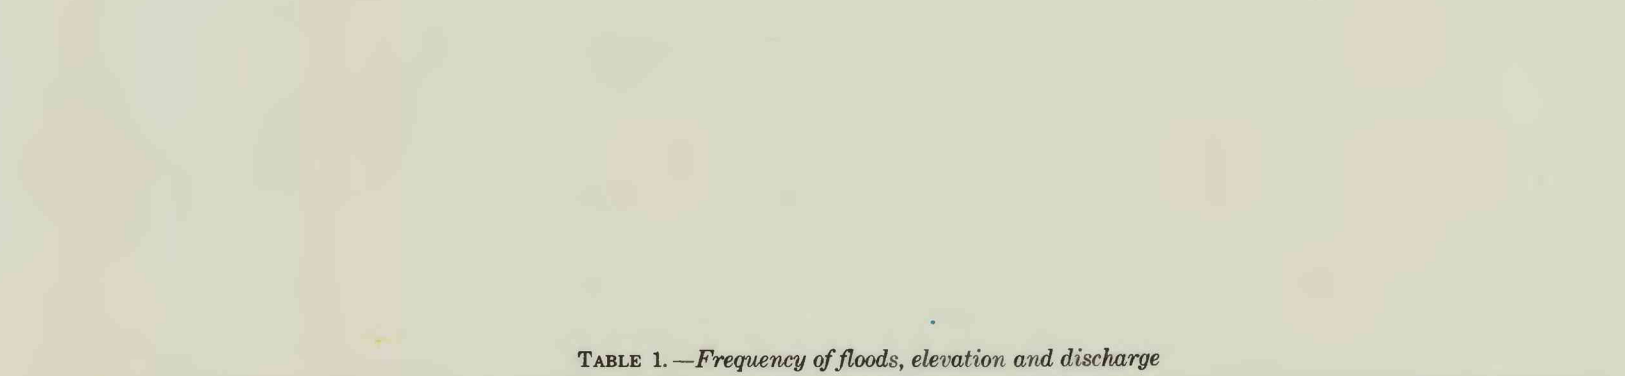 TABLE 1.—Frequency of floods, elevation and discharge